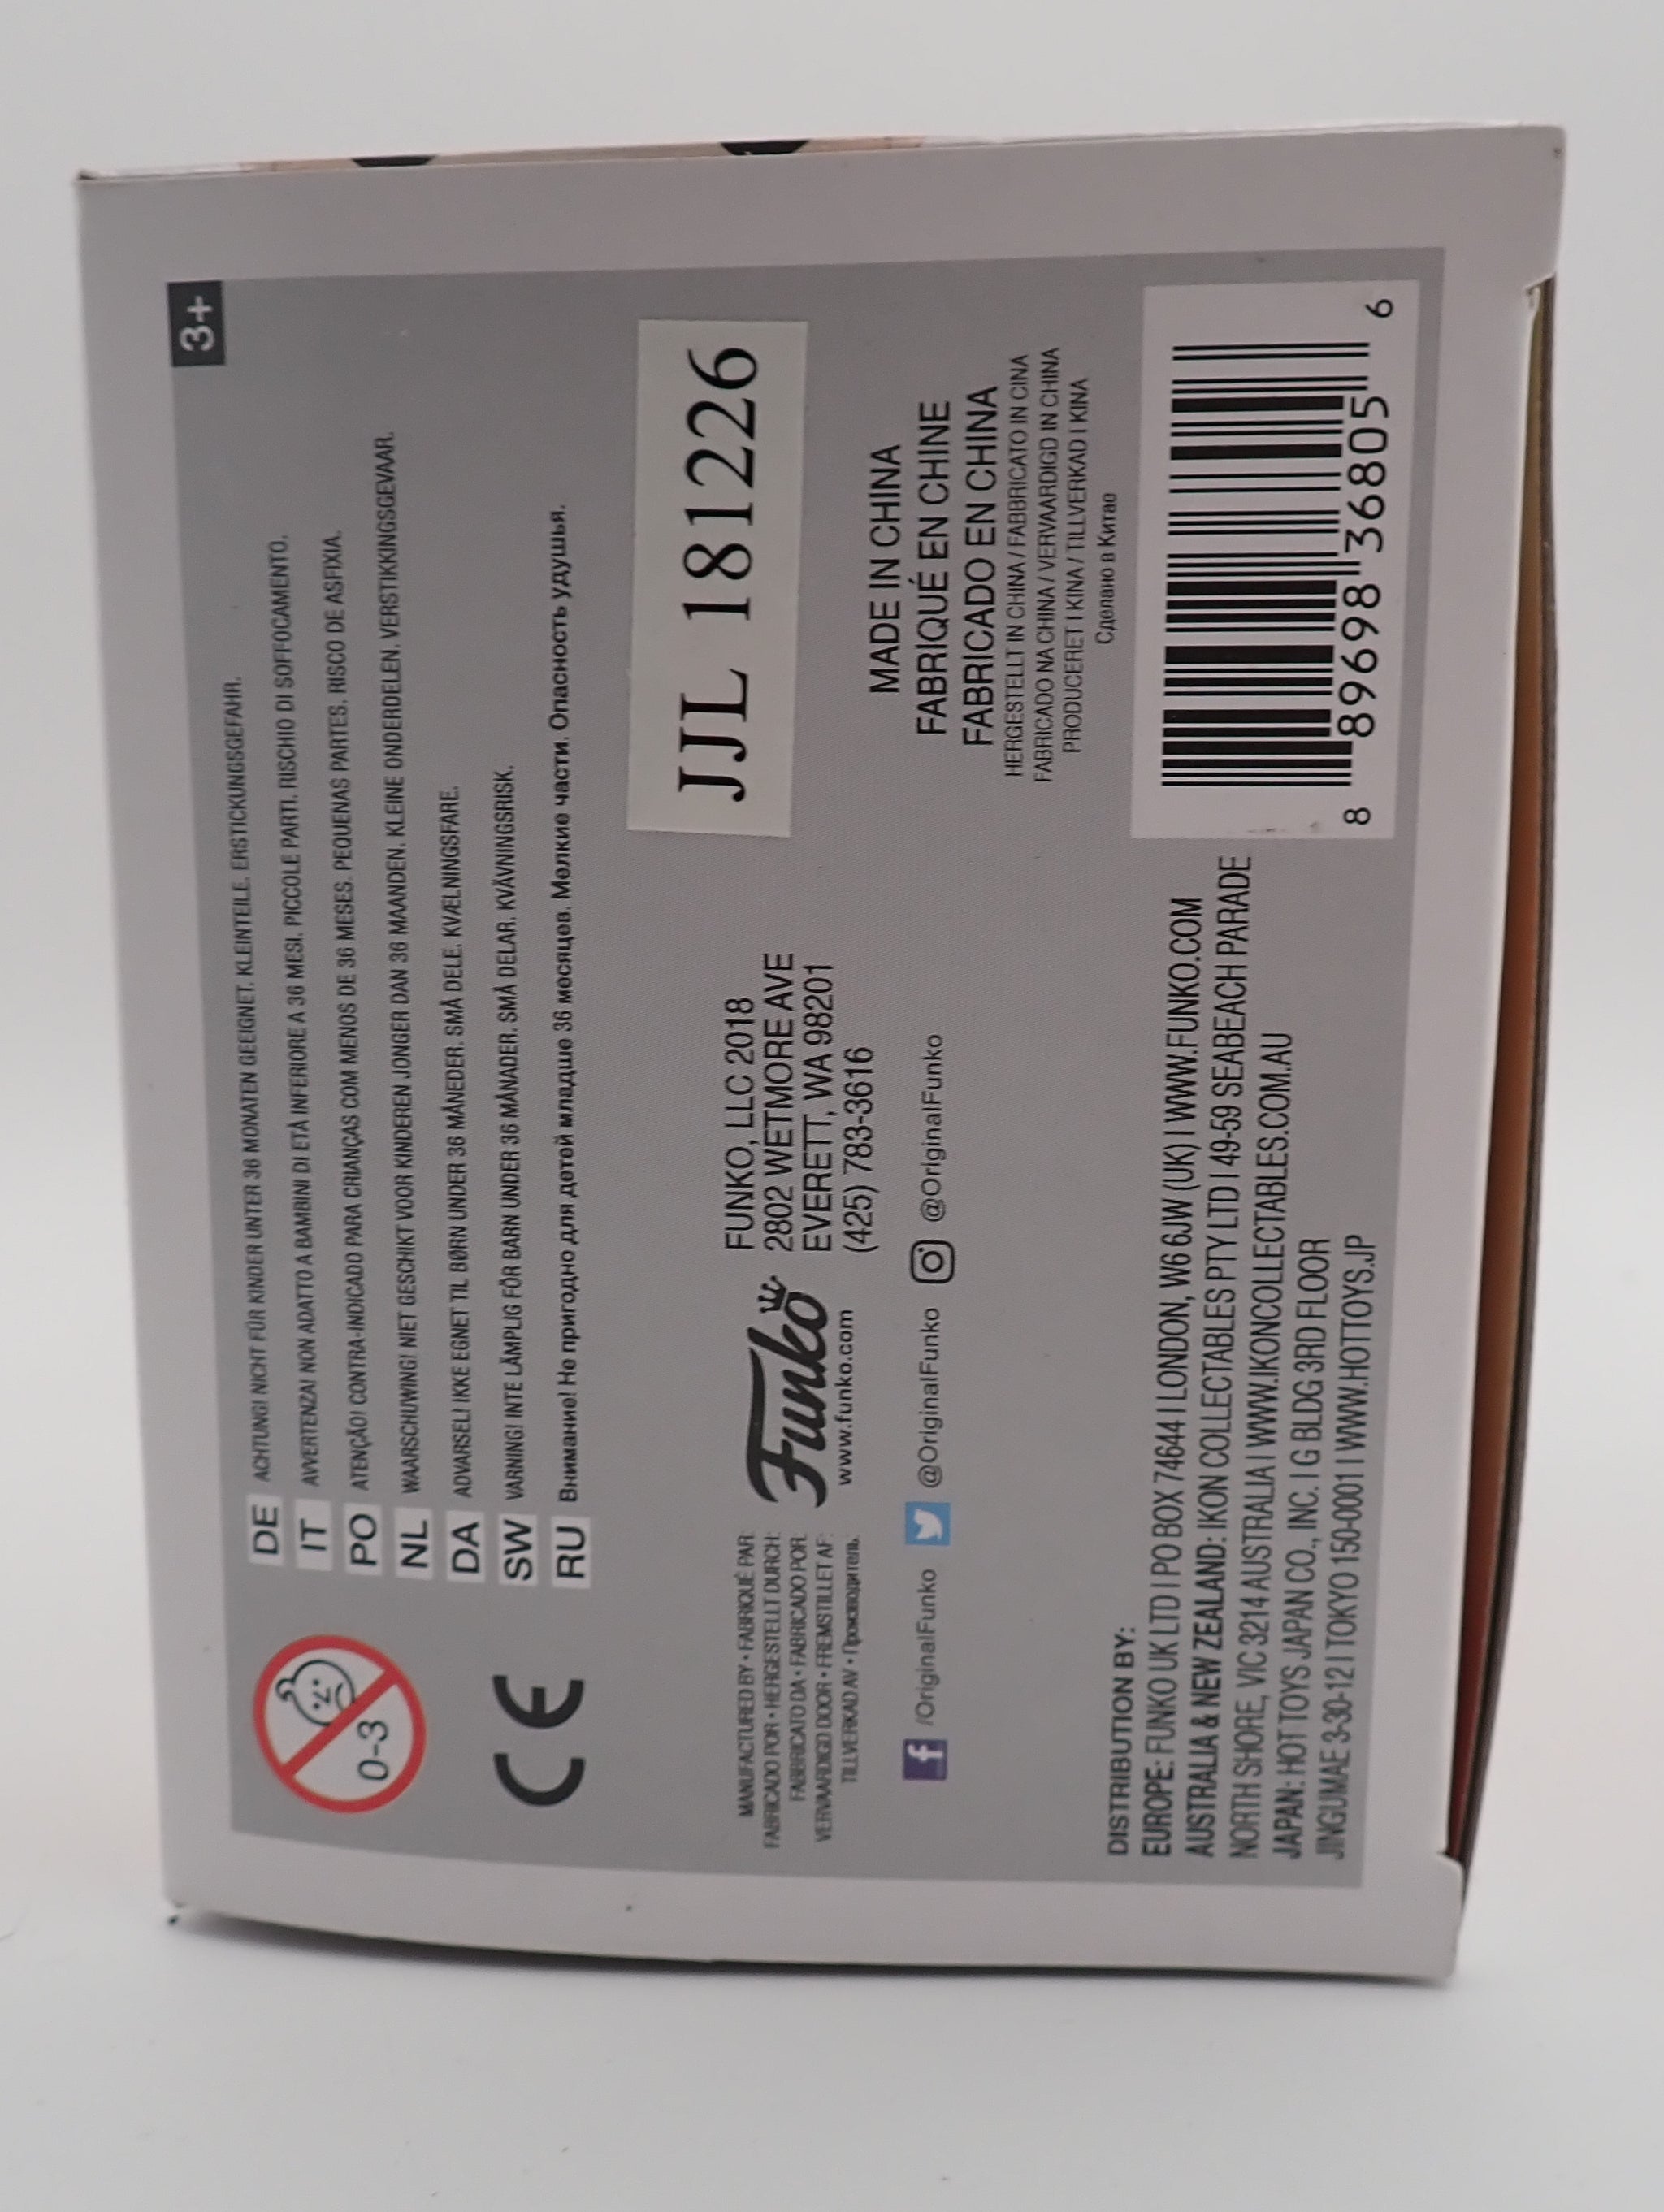 3+
0-3
DE ACHTUNG! NICHT FÜR KINDER UNTER 36 MONATEN GEEIGNET. KLEINTEILE. ERSTICKUNGSGEFAHR.
IT AVVERTENZA! NON ADATTO A BAMBINI DI ETÀ INFERIORE A 36 MESI. PICCOLE PARTI. RISCHIO DI SOFFOCAMENTO.
PO ATENÇÃO! CONTRA-INDICADO PARA CRIANÇAS COM MENOS DE 36 MESES. PEQUENAS PARTES. RISCO DE ASFIXIA.
NL WAARSCHUWING! NIET GESCHIKT VOOR KINDEREN JONGER DAN 36 MAANDEN. KLEINE ONDERDELEN. VERSTIKKINGSGEVAAR.
DA ADVARSEL! IKKE EGNET TIL BØRN UNDER 36 MÅNEDER. SMÅ DELE. KVÆLNINGSFARE.
SW VARNING! INTE LÄMPLIG FÖR BARN UNDER 36 MÅNADER. SMÅ DELAR. KVÄVNINGSRISK.
RU Внимание! Не пригодно для детей младше 36 месяцев. Мелкие части. Опасность удушья.
CE
MANUFACTURED BY • FABRIQUÉ PAR:
FABRICADO POR • HERGESTELLT DURCH:
FABBRICATO DA • FABRICADO POR:
VERVAARDIGD DOOR • FREMSTILLET AF:
TILLVERKAD AV • Производитель:
Funko
www.funko.com
FUNKO, LLC 2018
2802 WETMORE AVE
EVERETT, WA 98201
(425) 783-3616
/OriginalFunko @OriginalFunko @OriginalFunko
JJL 181226
MADE IN CHINA
FABRIQUÉ EN CHINE
FABRICADO EN CHINA
HERGESTELLT IN CHINA / FABBRICATO IN CINA
FABRICADO NA CHINA / VERVAARDIGD IN CHINA
PRODUCERET I KINA / TILLVERKAD I KINA
Сделано в Китае
DISTRIBUTION BY:
EUROPE: FUNKO UK LTD | PO BOX 74644 | LONDON, W6 6JW (UK) | WWW.FUNKO.COM
AUSTRALIA & NEW ZEALAND: IKON COLLECTABLES PTY LTD | 49-59 SEABEACH PARADE
NORTH SHORE, VIC 3214 AUSTRALIA | WWW.IKONCOLLECTABLES.COM.AU
JAPAN: HOT TOYS JAPAN CO., INC. | G BLDG 3RD FLOOR
JINGUMAE 3-30-12 | TOKYO 150-0001 | WWW.HOTTOYS.JP
8 89698 36805 6